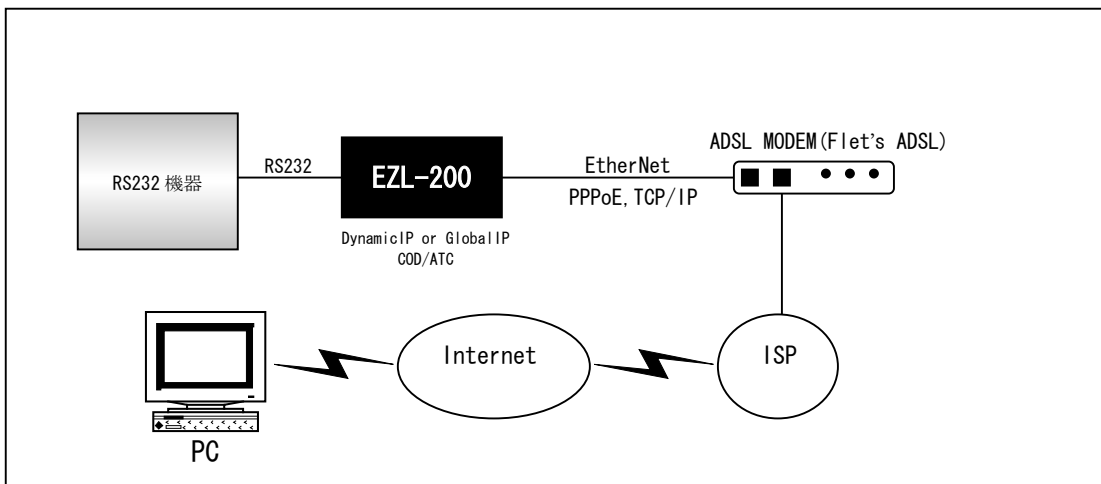 RS232 機器
RS232
EZL-200
DynamicIP or GlobalIP
COD/ATC
EtherNet
PPPoE,TCP/IP
ADSL MODEM(Flet's ADSL)
PC
Internet
ISP